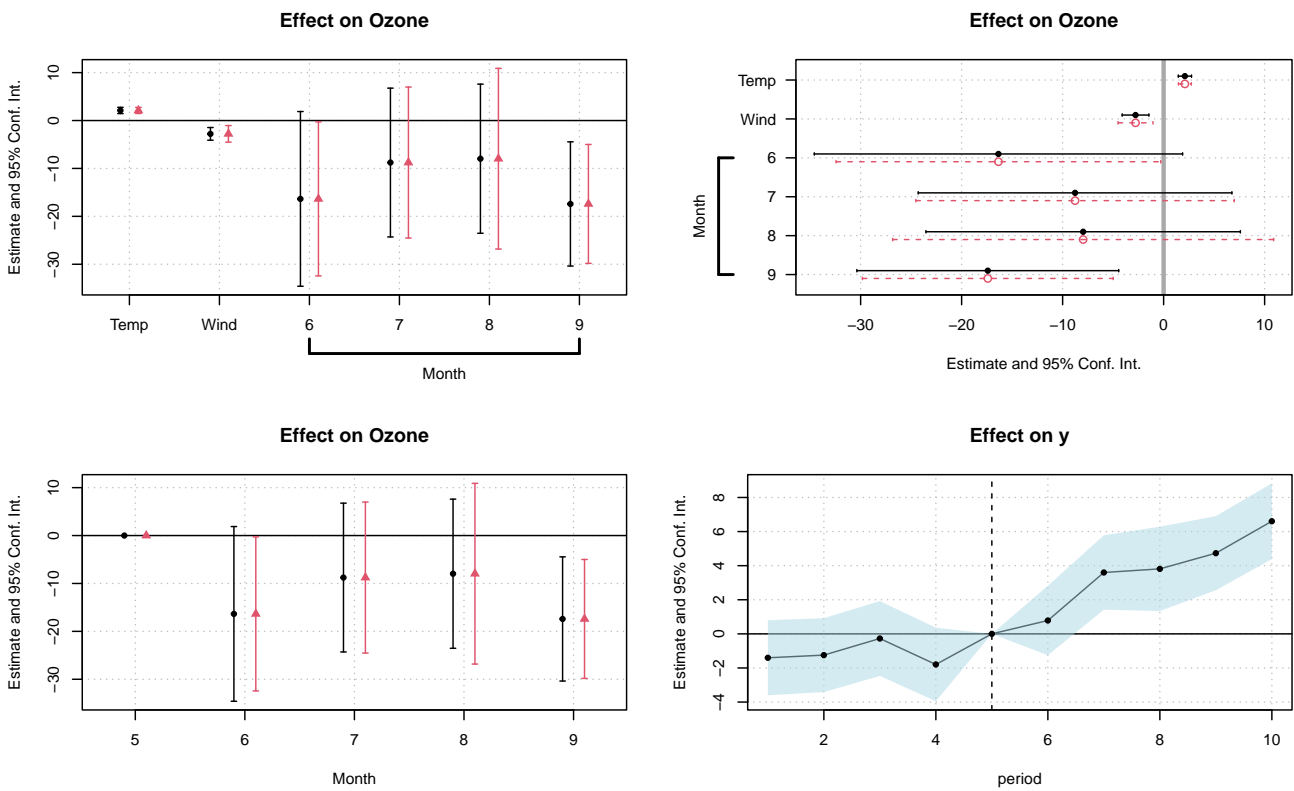 Effect on Ozone
Estimate and 95% Conf. Int.
10
0
−10
−20
−30
Temp Wind 6 7 8 9
Month
Effect on Ozone
Temp
Wind
6
7
8
9
Month
−30 −20 −10 0 10
Estimate and 95% Conf. Int.
Effect on Ozone
Estimate and 95% Conf. Int.
10
0
−10
−20
−30
5 6 7 8 9
Month
Effect on y
Estimate and 95% Conf. Int.
8
6
4
2
0
−2
−4
2 4 6 8 10
period